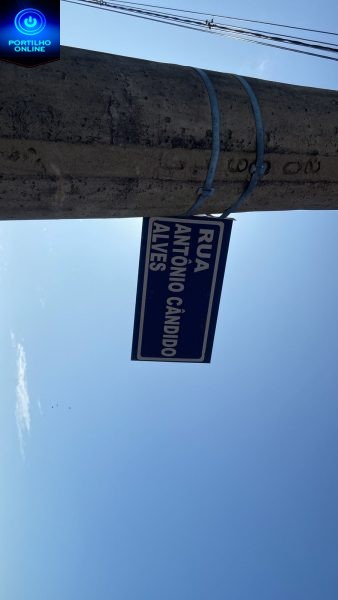 PORTILHO
ONLINE
RUA
ANTÔNIO CÂNDIDO
ALVES